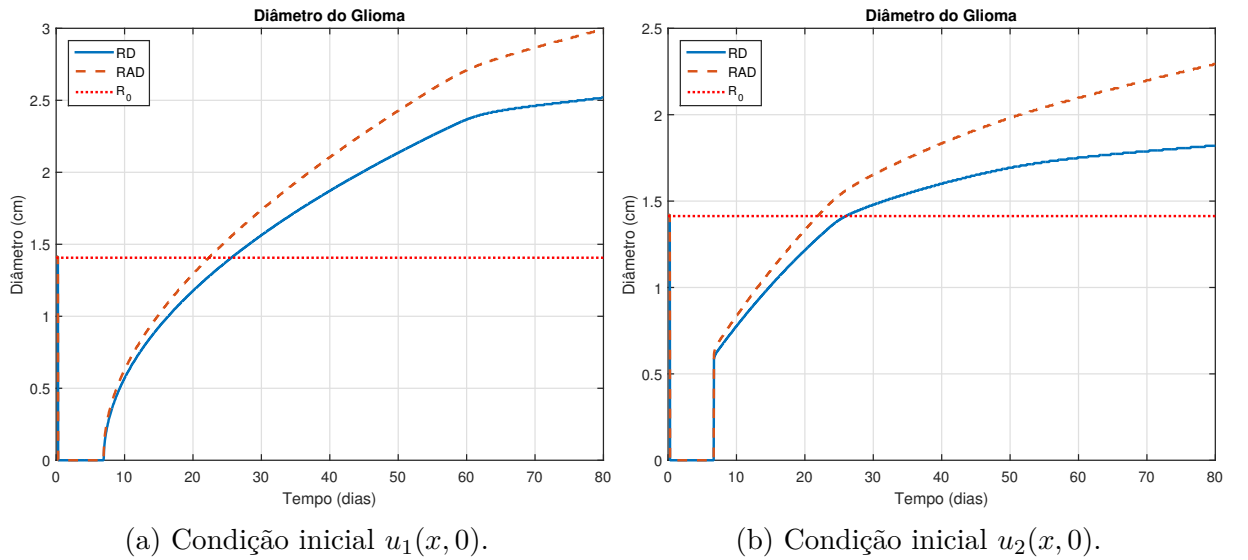 Diâmetro do Glioma
RD
RAD
R0
Diâmetro (cm)
3
2.5
2
1.5
1
0.5
0
0 10 20 30 40 50 60 70 80
Tempo (dias)
(a) Condição inicial u1(x, 0).
Diâmetro do Glioma
RD
RAD
R0
Diâmetro (cm)
2.5
2
1.5
1
0.5
0
0 10 20 30 40 50 60 70 80
Tempo (dias)
(b) Condição inicial u2(x, 0).